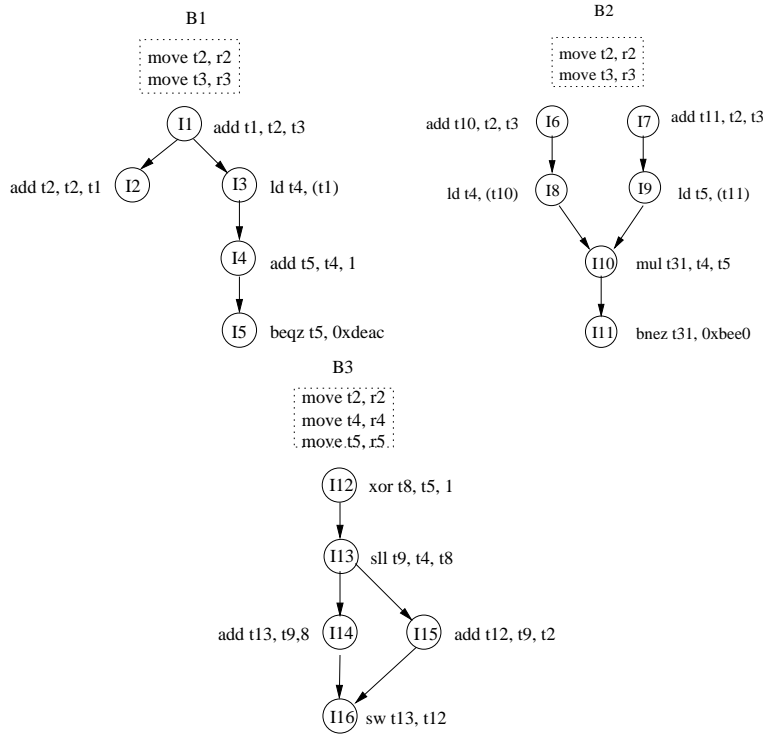 B1
move t2, r2
move t3, r3
I1 add t1, t2, t3
add t2, t2, t1 I2
I3 ld t4, (t1)
I4 add t5, t4, 1
I5 beqz t5, 0xdeac
B2
move t2, r2
move t3, r3
add t10, t2, t3 I6
I7 add t11, t2, t3
ld t4, (t10) I8
I9 ld t5, (t11)
I10 mul t31, t4, t5
I11 bnez t31, 0xbee0
B3
move t2, r2
move t4, r4
move t5, r5
I12 xor t8, t5, 1
I13 sll t9, t4, t8
add t13, t9,8 I14
I15 add t12, t9, t2
I16 sw t13, t12